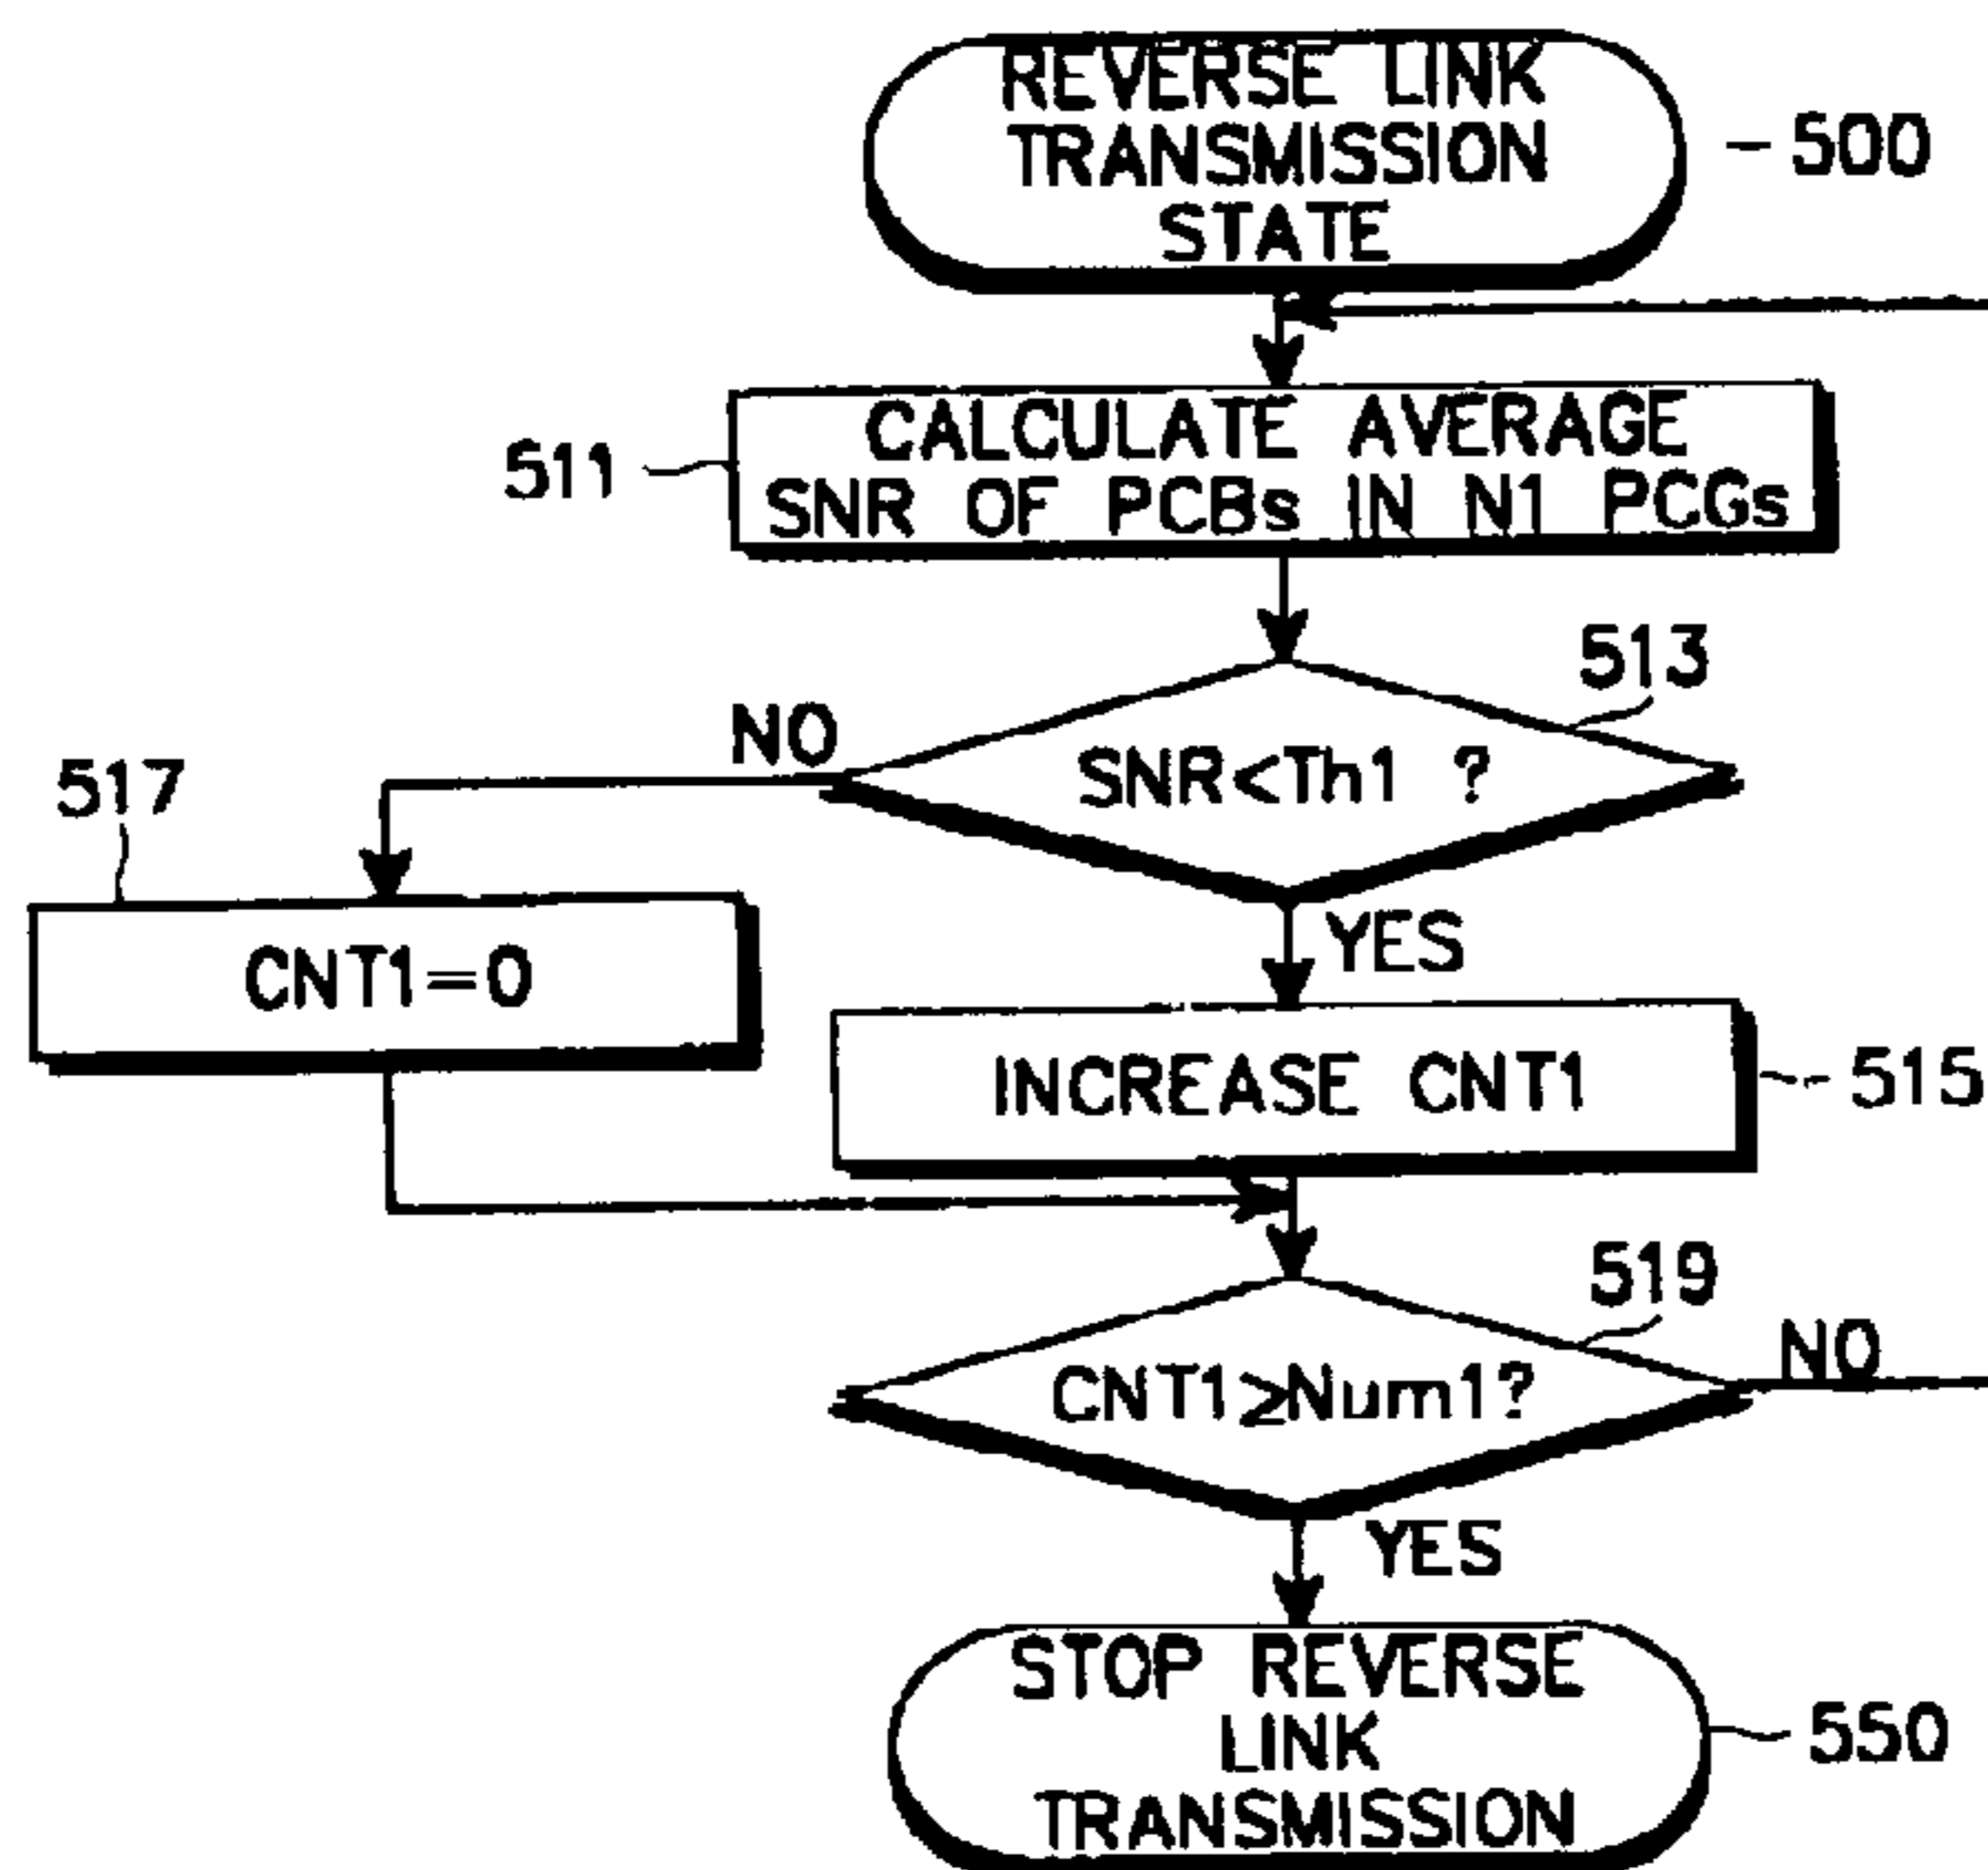 REVERSE LINK
TRANSMISSION
STATE
500
CALCULATE AVERAGE
SNR OF PCBs IN N1 PCGs
511
513
SNR<Th1 ?
NO
517
CNT1=0
YES
INCREASE CNT1
515
519
CNT1≥Num1?
NO
YES
STOP REVERSE
LINK
TRANSMISSION
550